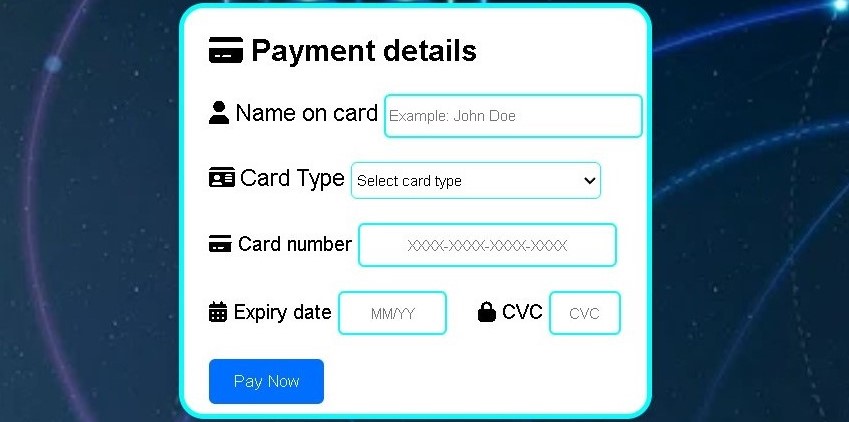 Payment details
Name on card Example: John Doe
Card Type Select card type
Card number XXXX-XXXX-XXXX-XXXX
Expiry date MM/YY CVC CVC
Pay Now